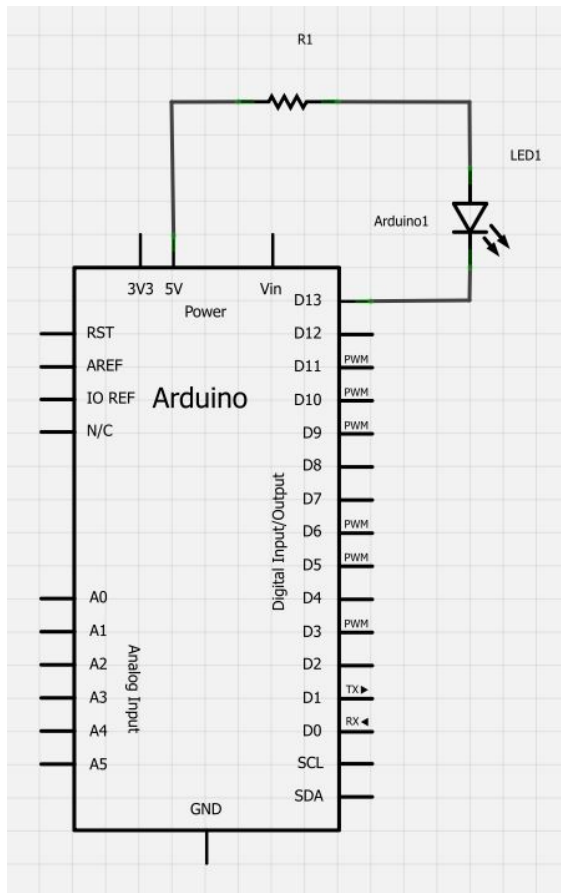 R1
LED1
Arduino1
3V3 5V Vin
Power
D13
RST D12
AREF D11 PWM
IO REF Arduino D10 PWM
N/C D9 PWM
D8
D7
D6 PWM
D5 PWM
Digital Input/Output
A0 D4
A1 D3 PWM
A2 D2
A3 D1 TX
A4 D0 RX
A5 SCL
Analog Input
SDA
GND